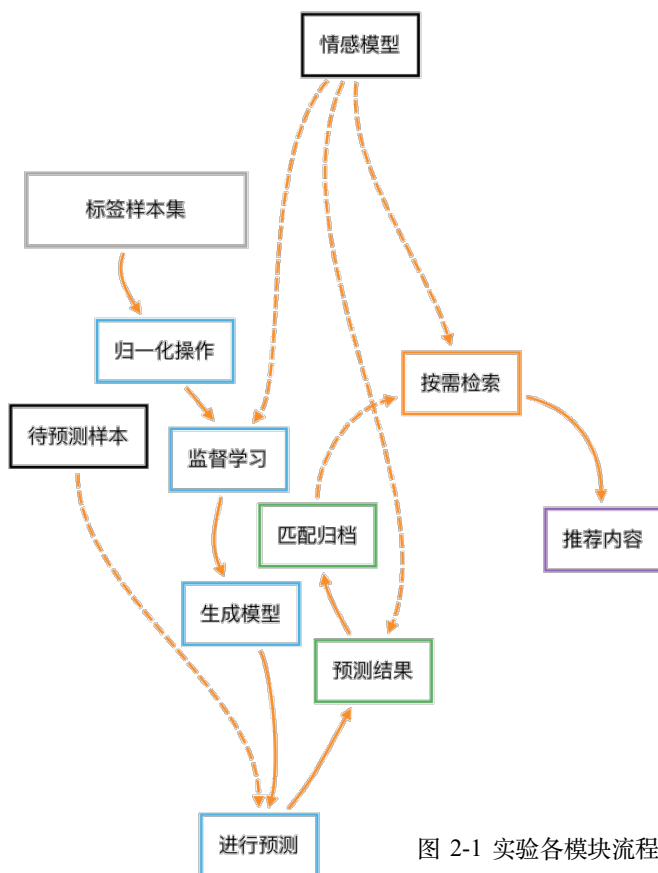 情感模型
标签样本集
归一化操作
按需检索
待预测样本
监督学习
匹配归档
推荐内容
生成模型
预测结果
进行预测
图 2-1 实验各模块流程